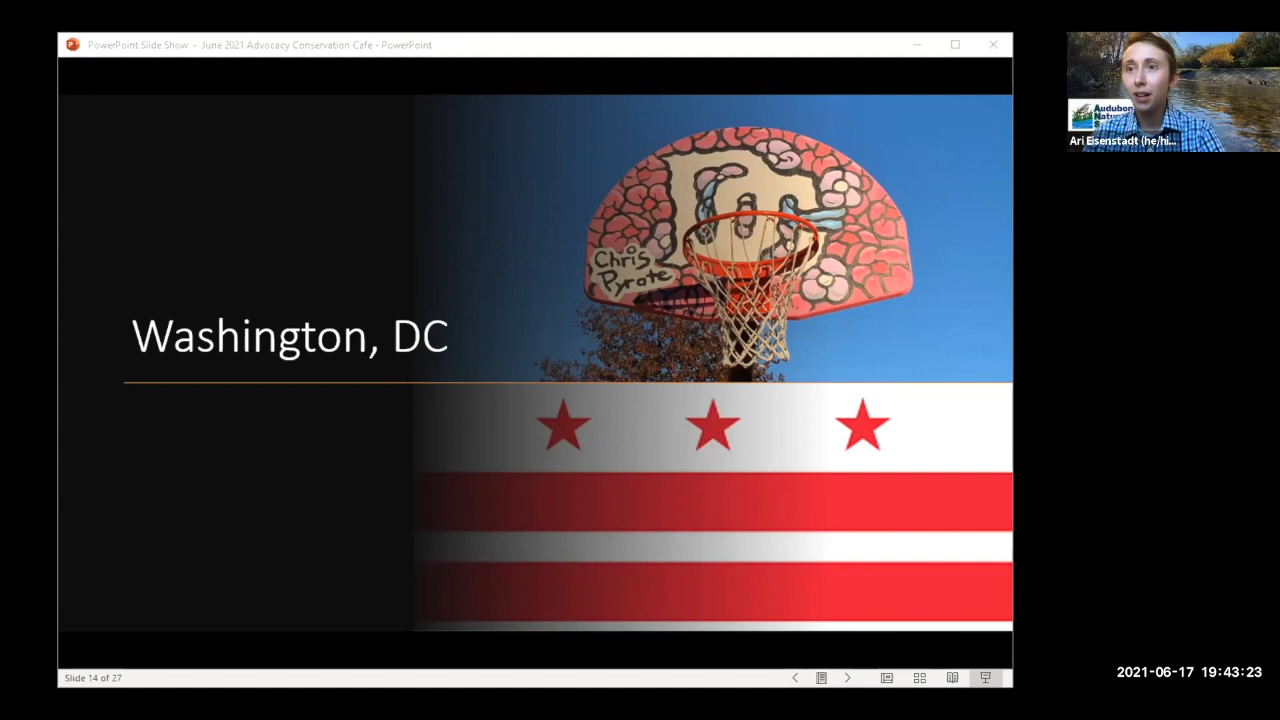 PowerPoint Slide Show - June 2021 Advocacy Conservation Cafe - PowerPoint
Chris
Pyrate
Washington, DC
Slide 14 of 27
Audubon
Ari Eisenstadt (he/hi...
2021-06-17 19:43:23